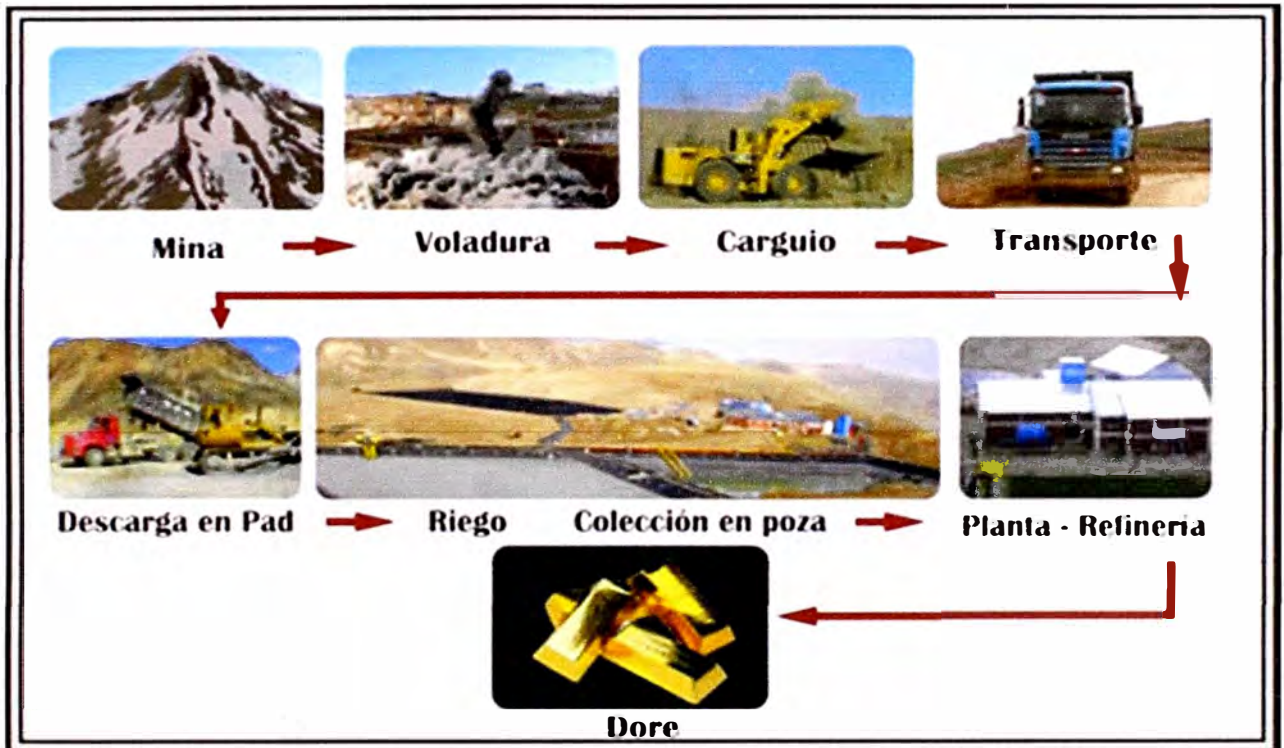 Mina
Voladura
Carguio
Transporte
Descarga en Pad
Riego
Colección en poza
Planta - Refineria
Dore